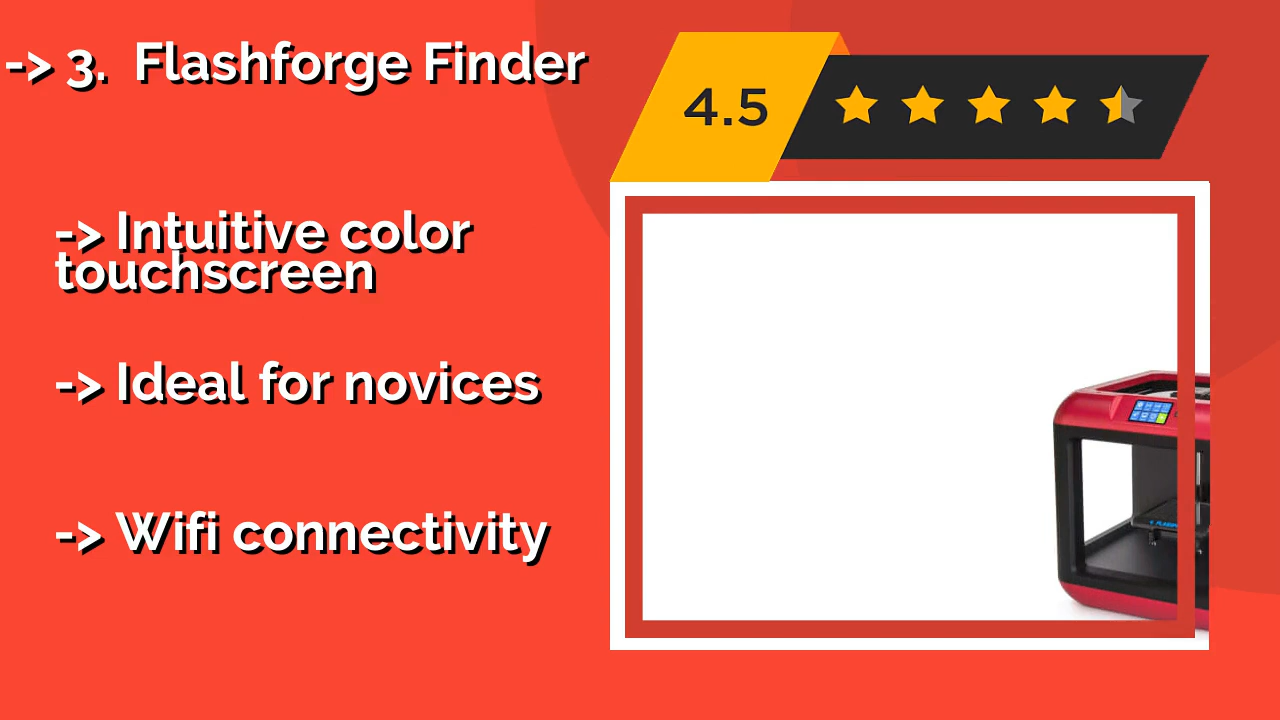 -> 3. Flashforge Finder
4.5
-> Intuitive color
touchscreen
-> Ideal for novices
-> Wifi connectivity